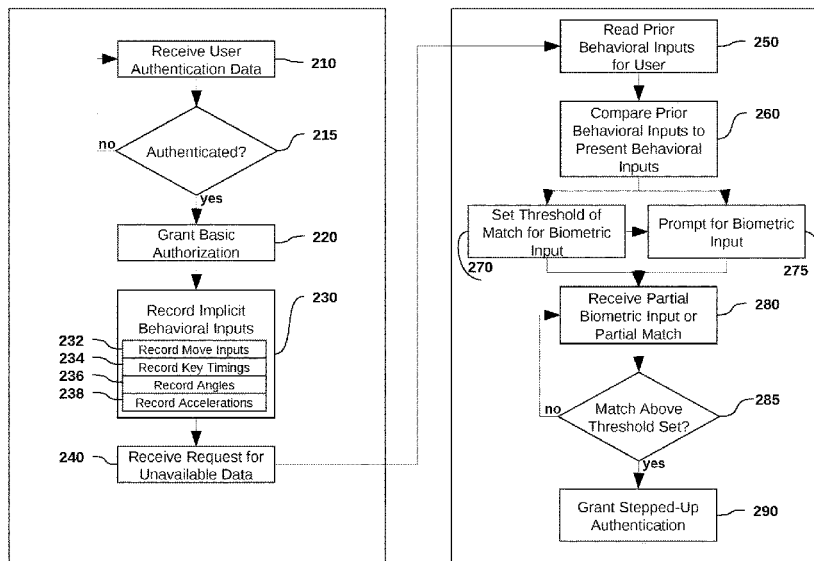 Receive User
Authentication Data
210
215
no
Authenticated?
yes
Grant Basic
Authorization
220
Record Implicit
Behavioral Inputs
230
232
Record Move Inputs
234
Record Key Timings
236
Record Angles
238
Record Accelerations
240
Receive Request for
Unavailable Data
Read Prior
Behavioral Inputs
for User
250
Compare Prior
Behavioral Inputs to
Present Behavioral
Inputs
260
Set Threshold of
Match for Biometric
Input
270
Prompt for Biometric
Input
275
Receive Partial
Biometric Input or
Partial Match
280
no
Match Above
Threshold Set?
285
yes
Grant Stepped-Up
Authentication
290